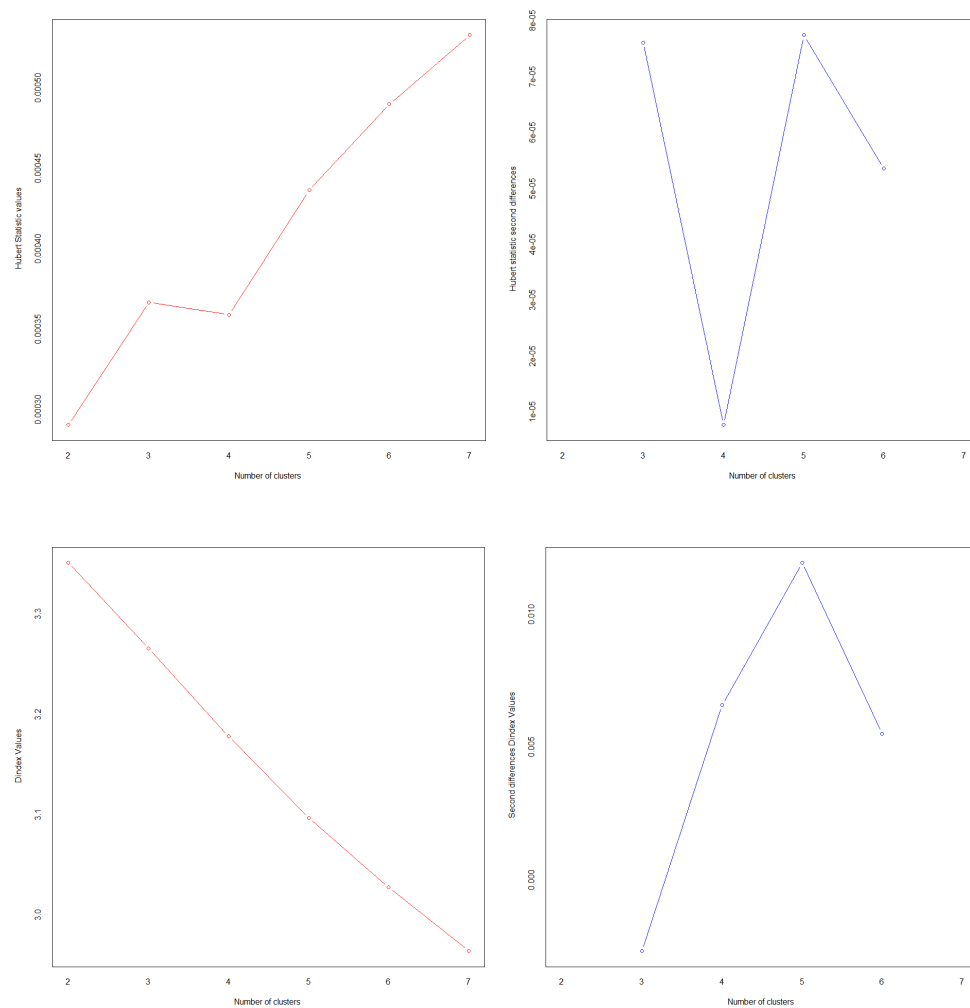 Hubert Statistic values
0.00030 0.00035 0.00040 0.00045 0.00050
2 3 4 5 6 7
Number of clusters
Hubert statistic second differences
1e-05 2e-05 3e-05 4e-05 5e-05 6e-05 7e-05 8e-05
2 3 4 5 6 7
Number of clusters
Dindex Values
3.0 3.1 3.2 3.3
2 3 4 5 6 7
Number of clusters
Second differences Dindex Values
0.000 0.005 0.010
2 3 4 5 6 7
Number of clusters